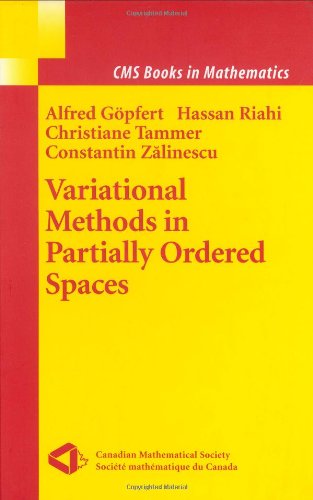 CMS Books in Mathematics
Alfred Göpfert Hassan Riahi
Christiane Tammer
Constantin Zălinescu
Variational
Methods in
Partially Ordered
Spaces
Canadian Mathematical Society
Société mathématique du Canada